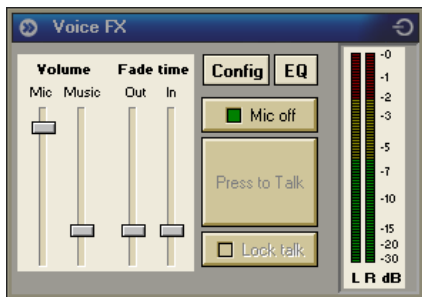 Voice FX
Volume Fade time
Mic Music Out In
Config EQ
Mic off
Press to Talk
Lock talk
-0
-1
-2
-3
-5
-7
-10
-15
-20
-30
L R dB